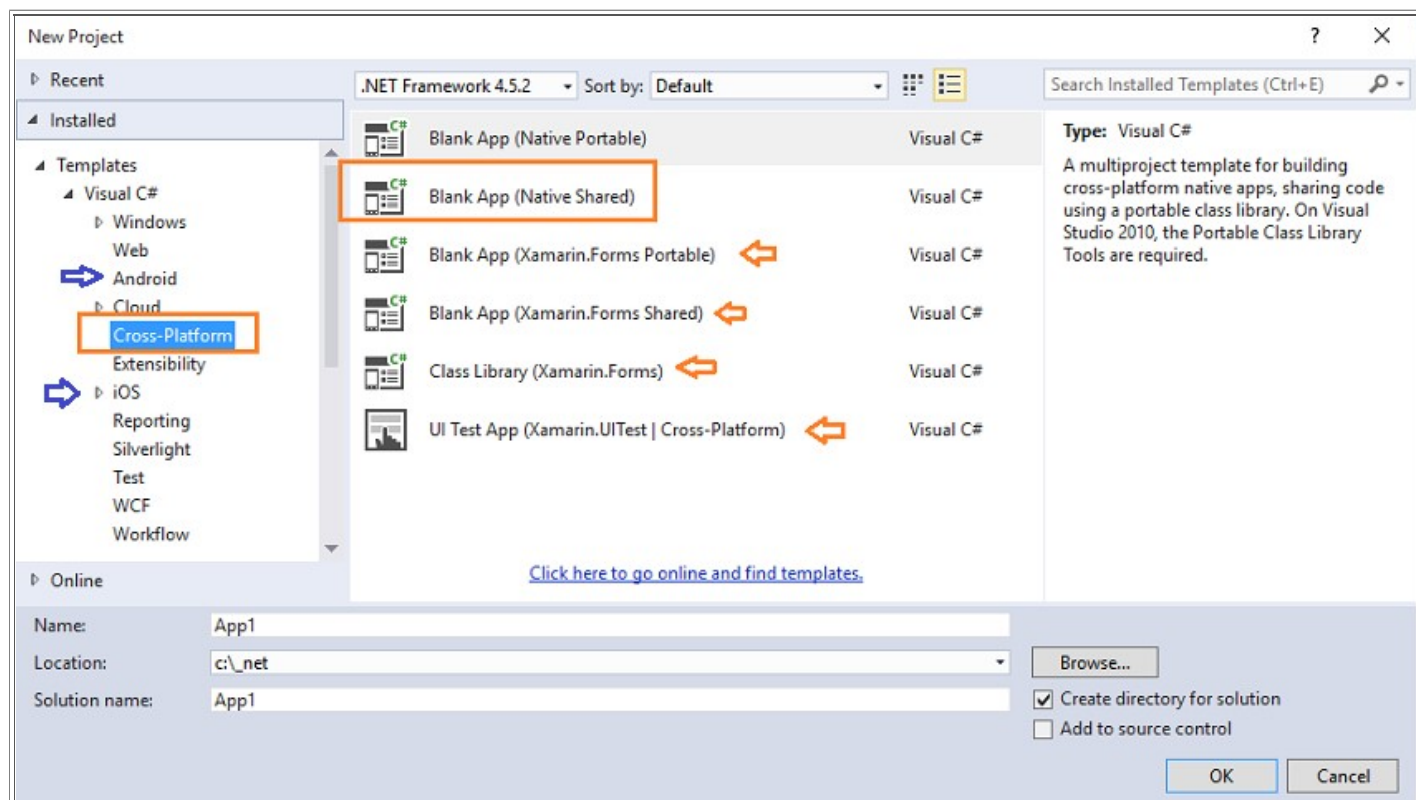 New Project
?
Recent
.NET Framework 4.5.2
Sort by:
Default
Search Installed Templates (Ctrl+E)
Installed
Templates
Visual C#
Windows
Web
Android
Cloud
Cross-Platform
Extensibility
iOS
Reporting
Silverlight
Test
WCF
Workflow
Online
C#
Blank App (Native Portable)
Visual C#
C#
Blank App (Native Shared)
Visual C#
C#
Blank App (Xamarin.Forms Portable)
Visual C#
C#
Blank App (Xamarin.Forms Shared)
Visual C#
C#
Class Library (Xamarin.Forms)
Visual C#
UI Test App (Xamarin.UITest | Cross-Platform)
Visual C#
Click here to go online and find templates.
Type: Visual C#
A multiproject template for building
cross-platform native apps, sharing code
using a portable class library. On Visual
Studio 2010, the Portable Class Library
Tools are required.
Name:
App1
Location:
c:\_net
Browse...
Solution name:
App1
Create directory for solution
Add to source control
OK
Cancel